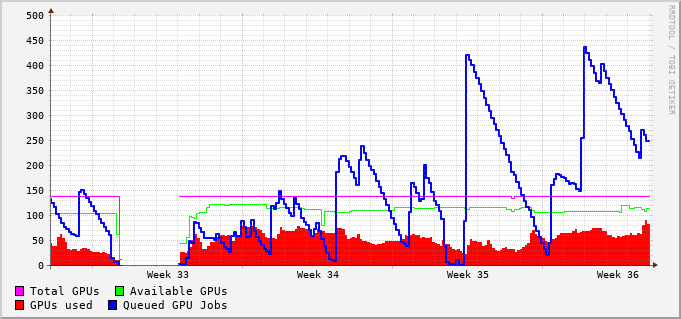 500
450
400
350
300
250
200
150
100
50
0
Week 33 Week 34 Week 35 Week 36
Total GPUs Available GPUs
GPUs used Queued GPU Jobs
RRDTOOL / TOBI OETIKER